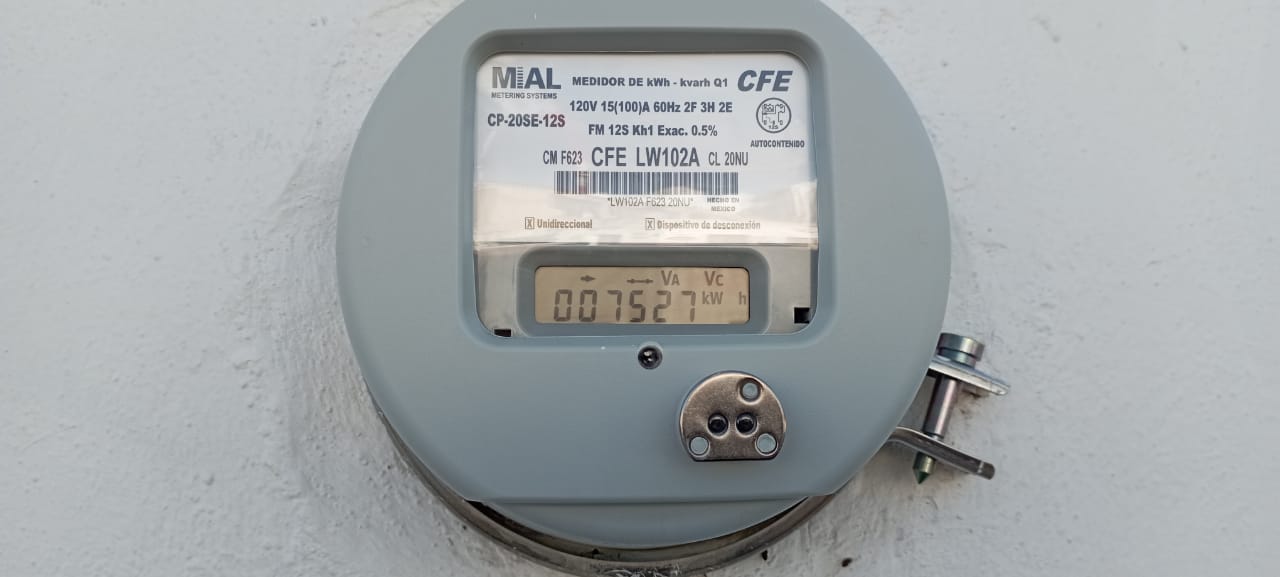 MIAL
METERING SYSTEMS
MEDIDOR DE kWh - kvarh Q1
CFE
120V 15(100)A 60Hz 2F 3H 2E
CP-20SE-12S
FM 12S Kh1 Exac. 0.5%
AUTOCONTENIDO
CM F623 CFE LW102A CL 20NU
*LW102A F623 20NU*
HECHO EN
MEXICO
X Unidireccional
X Dispositivo de desconexión
VA VC
007527 kW h